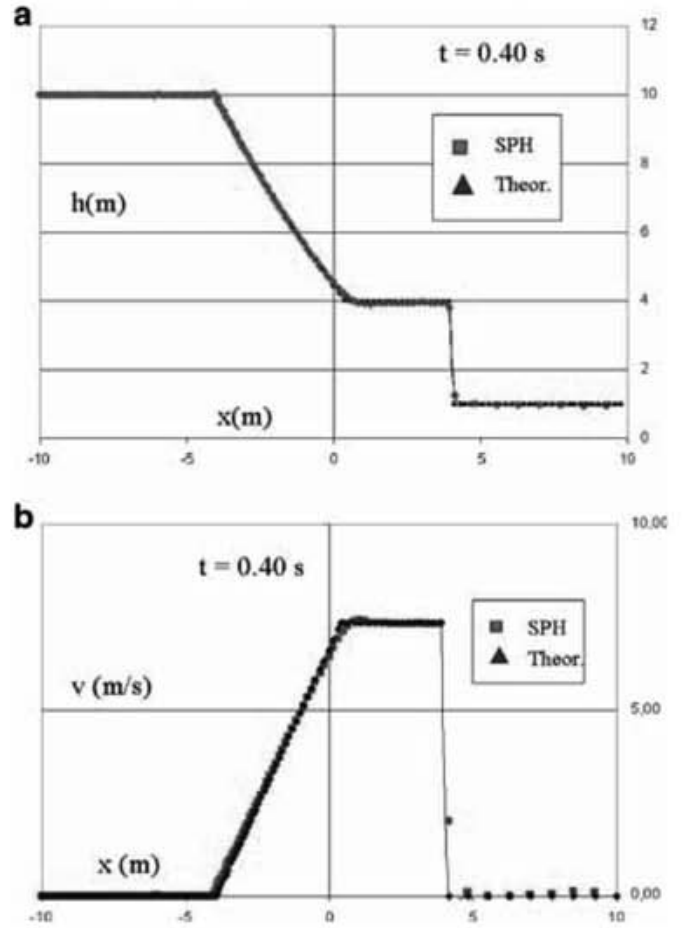 a
12
t = 0.40 s
10
SPH
8
Theor.
h(m)
6
4
2
x(m)
0
-10 -5 0 5 10
b
10,00
t = 0.40 s
SPH
Theor.
v (m/s)
5,00
x (m)
0,00
-10 -5 0 5 10